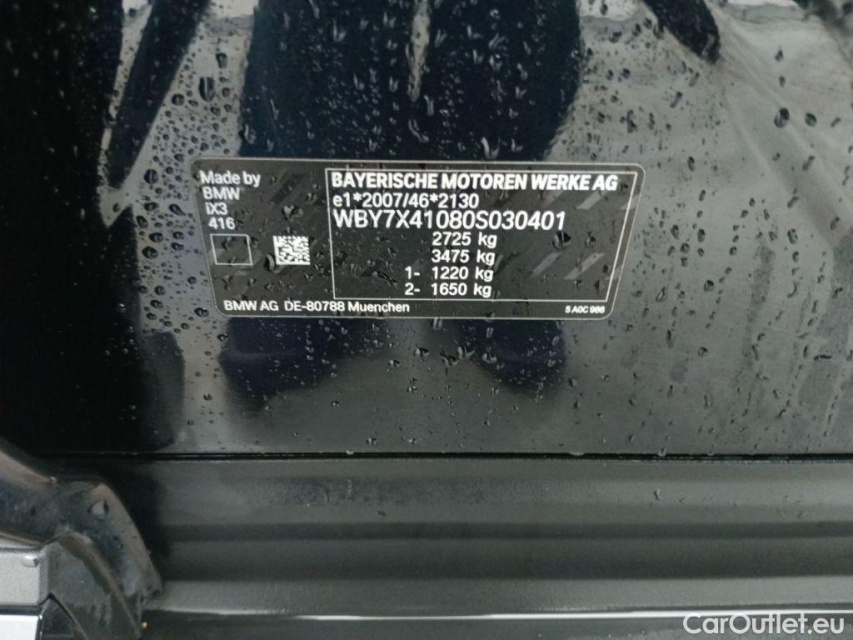 Made by
BMW
iX3
416
BAYERISCHE MOTOREN WERKE AG
e1*2007/46*2130
WBY7X41080S030401
2725 kg
3475 kg
1- 1220 kg
2- 1650 kg
BMW AG DE-80788 Muenchen
5 A0C 986
CarOutlet.eu